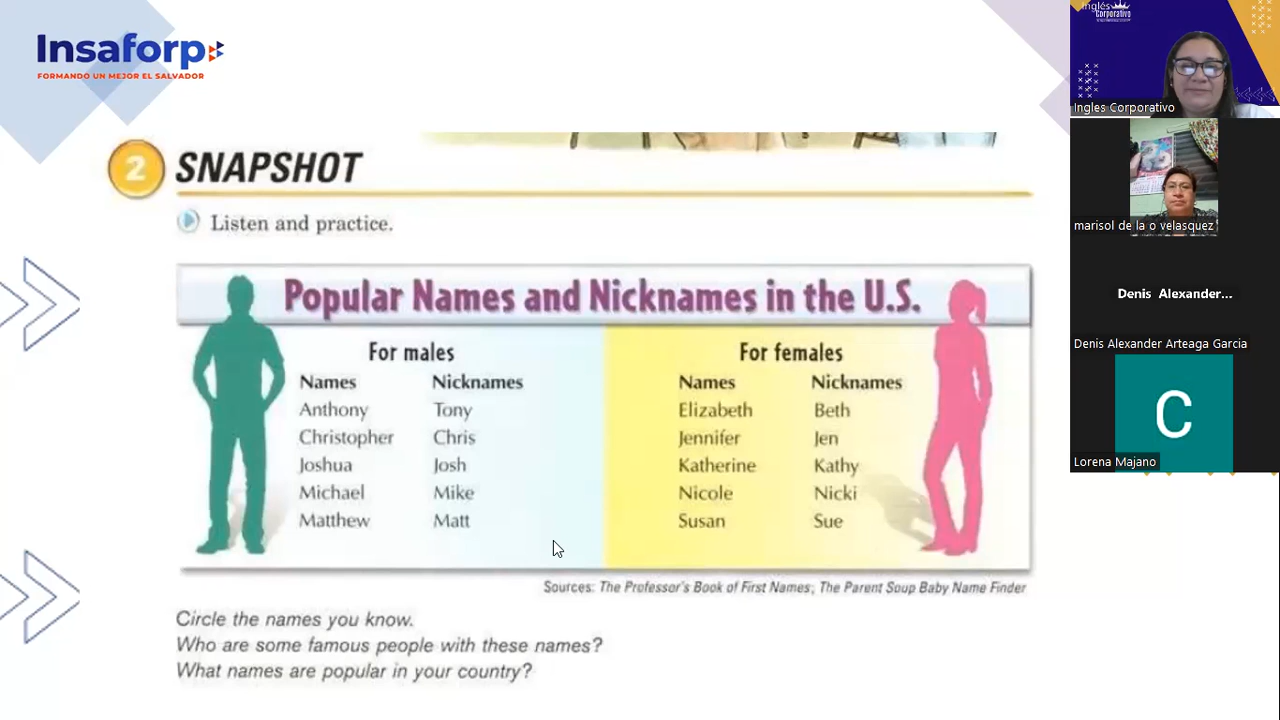 Insaforp
FORMANDO UN MEJOR EL SALVADOR
2 SNAPSHOT
Listen and practice.
Popular Names and Nicknames in the U.S.
For males
Names Nicknames
Anthony Tony
Christopher Chris
Joshua Josh
Michael Mike
Matthew Matt
For females
Names Nicknames
Elizabeth Beth
Jennifer Jen
Katherine Kathy
Nicole Nicki
Susan Sue
Sources: The Professor's Book of First Names; The Parent Soup Baby Name Finder
Circle the names you know.
Who are some famous people with these names?
What names are popular in your country?
Inglés
Corporativo
Ingles Corporativo
marisol de la o velasquez
Denis Alexander...
Denis Alexander Arteaga Garcia
C
Lorena Majano